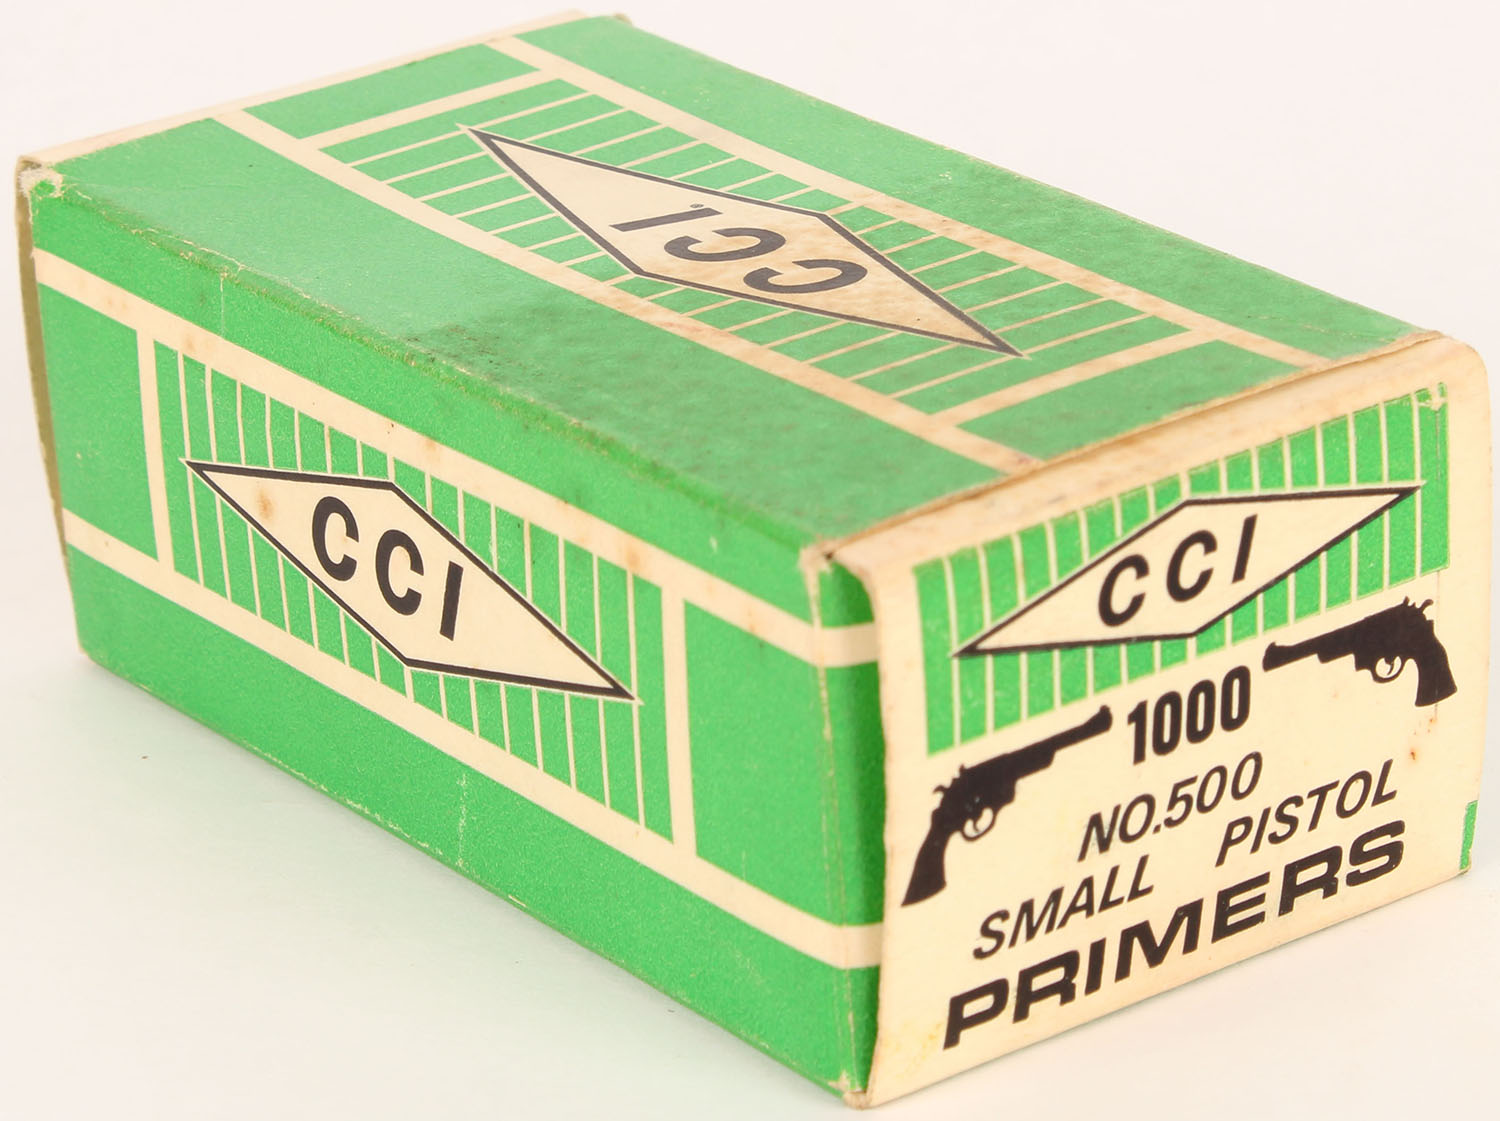 CCI
CCI
CCI
1000
NO.500
SMALL PISTOL
PRIMERS